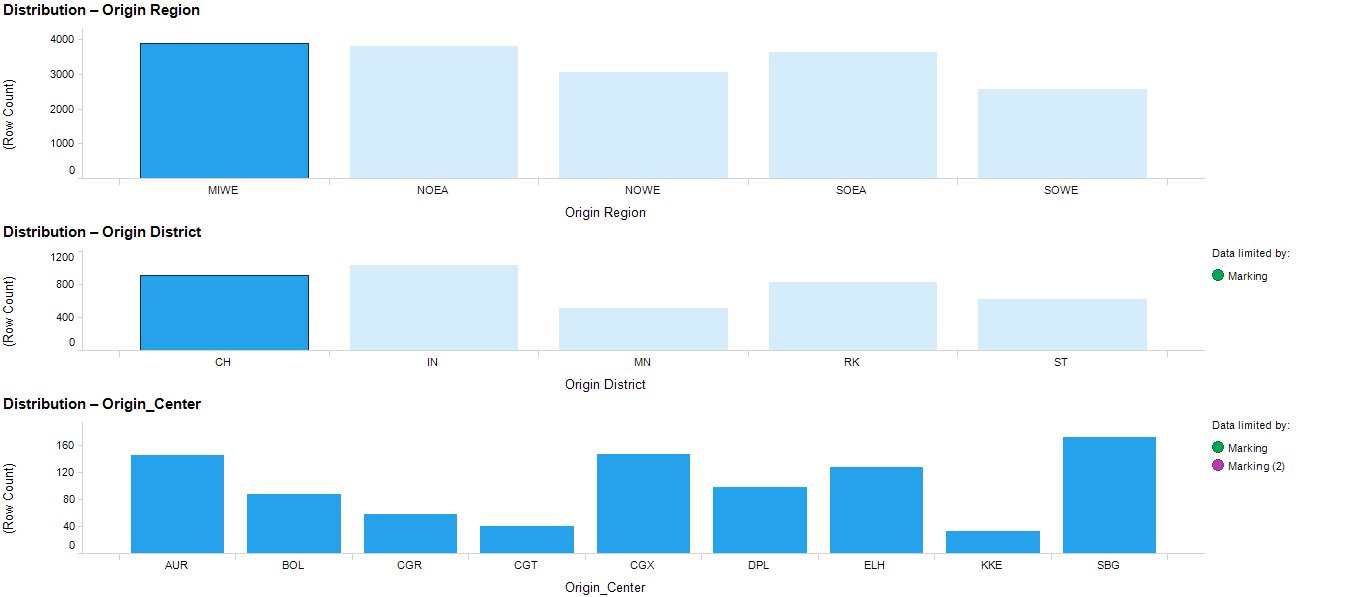 Distribution – Origin Region
(Row Count)
4000
3000
2000
1000
0
MIWE NOEA NOWE SOEA SOWE
Origin Region
Distribution – Origin District
(Row Count)
1200
800
400
0
CH IN MN RK ST
Origin District
Data limited by:
Marking
Distribution – Origin_Center
(Row Count)
160
120
80
40
0
AUR BOL CGR CGT CGX DPL ELH KKE SBG
Origin_Center
Data limited by:
Marking
Marking (2)